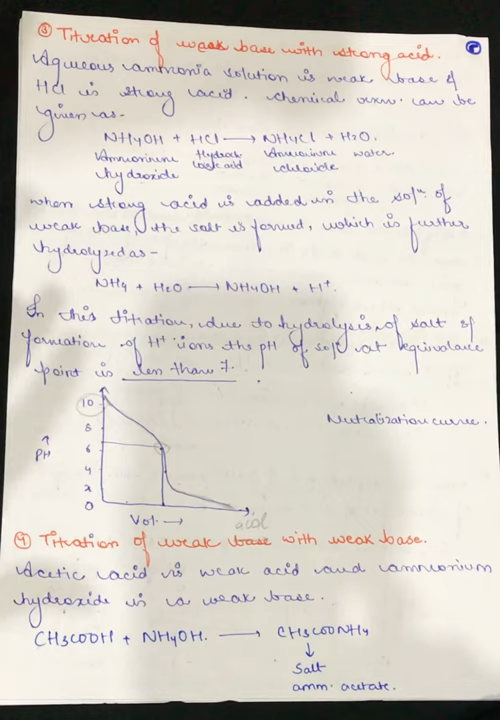 ③ Titration of weak base with strong acid.
Aqueous ammonia solution is weak base &
HCl is strong acid. chemical rxn. can be
given as-
NH4OH + HCl → NH4Cl + H2O.
Ammonium Hydrochloric acid Ammonium water.
hydroxide chloride
when strong acid is added in the solⁿ. of
weak base, the salt is formed, which is further
hydrolyzed as-
NH4 + H2O → NH4OH + H⁺.
In this titration, due to hydrolysis of salt &
formation of H⁺ ions the pH of solⁿ at equivalance
point is less than 7.
Neutralization curve.
10
8
6
PH
4
2
0
Vol. →
acid
④ Titration of weak base with weak base.
Acetic acid is weak acid and ammonium
hydroxide is a weak base.
CH3COOH + NH4OH. → CH3COONH4
↓
Salt
amm. acetate.